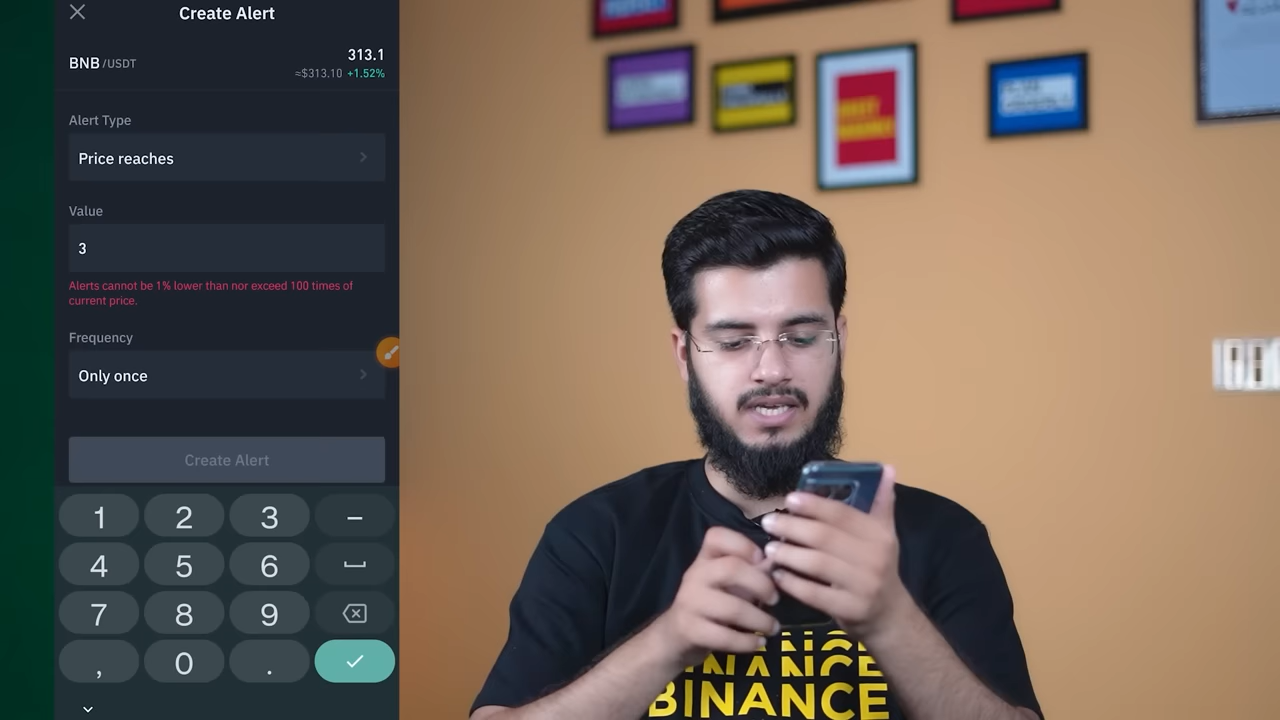 Create Alert
BNB /USDT
313.1
≈$313.10 +1.52%
Alert Type
Price reaches
Value
3
Alerts cannot be 1% lower than nor exceed 100 times of
current price.
Frequency
Only once
Create Alert
1 2 3 –
4 5 6
7 8 9
, 0 .
BINANCE
BINANCE
BINANCE